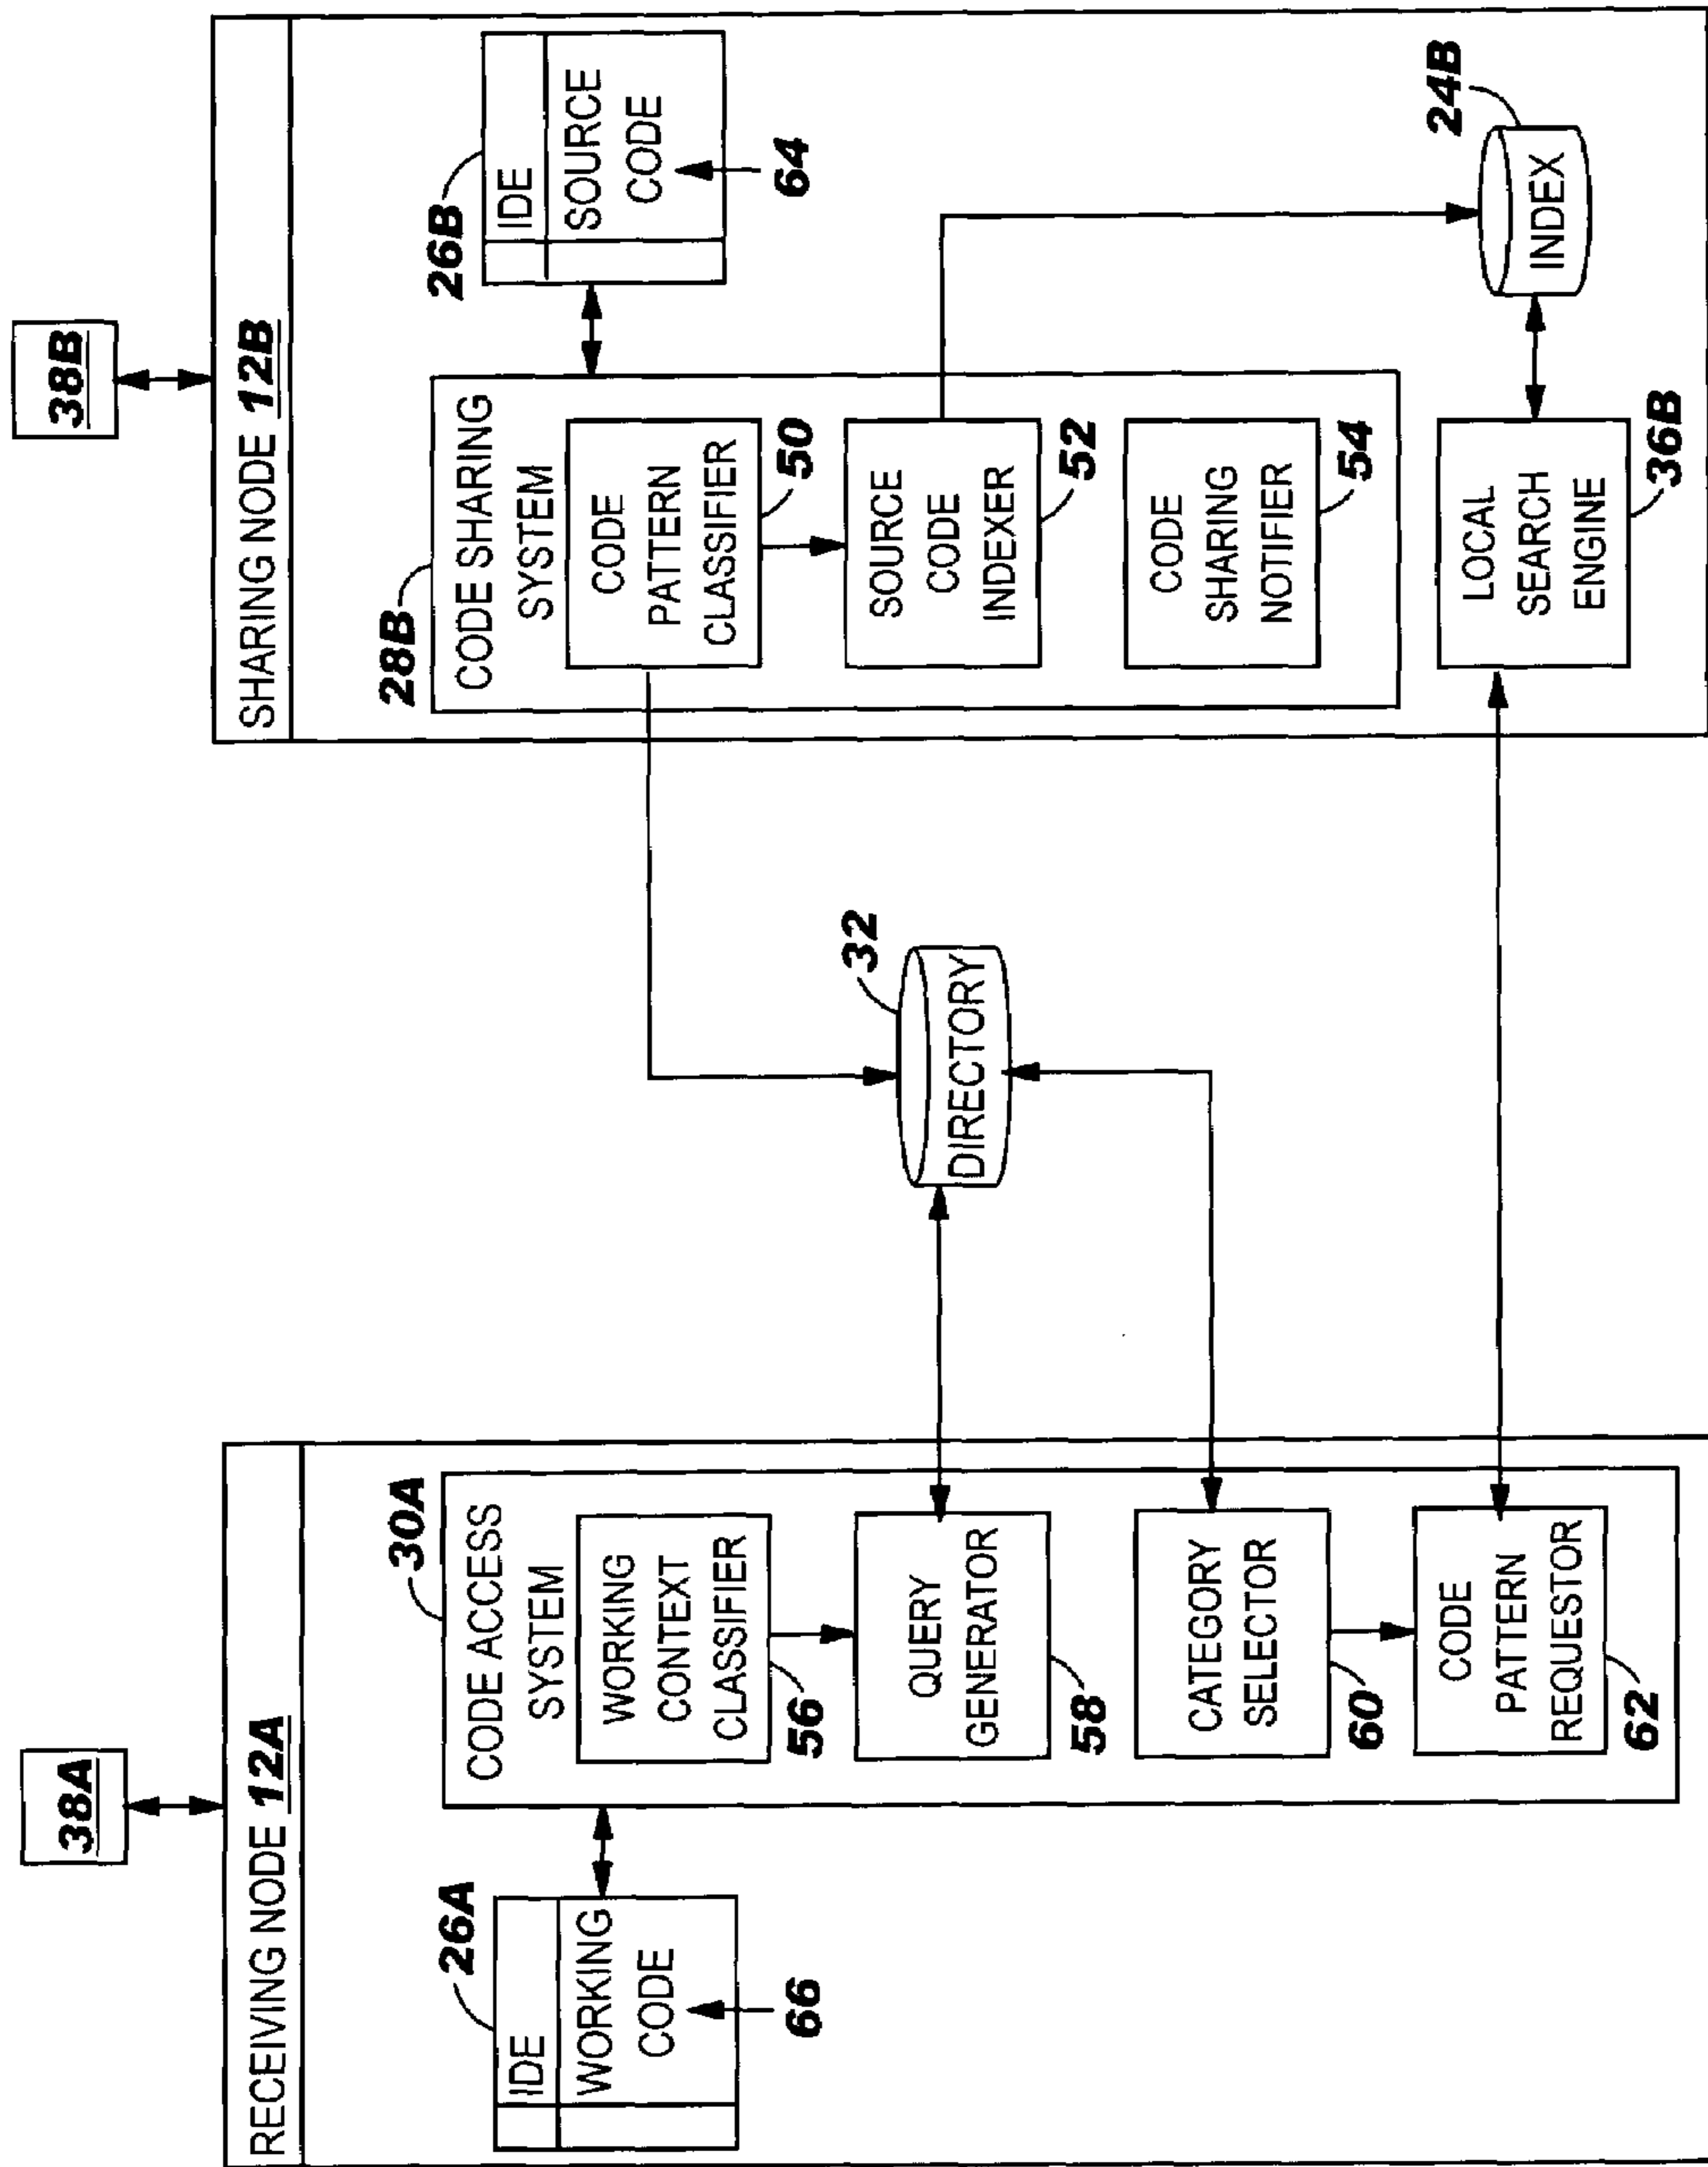 38A
RECEIVING NODE 12A
26A
IDE
WORKING
CODE
66
30A
CODE ACCESS
SYSTEM
WORKING
CONTEXT
CLASSIFIER
56
QUERY
GENERATOR
58
CATEGORY
SELECTOR
60
CODE
PATTERN
REQUESTOR
62
32
DIRECTORY
38B
SHARING NODE 12B
28B
CODE SHARING
SYSTEM
CODE
PATTERN
CLASSIFIER
50
SOURCE
CODE
INDEXER
52
CODE
SHARING
NOTIFIER
54
LOCAL
SEARCH
ENGINE
36B
26B
IDE
SOURCE
CODE
64
24B
INDEX